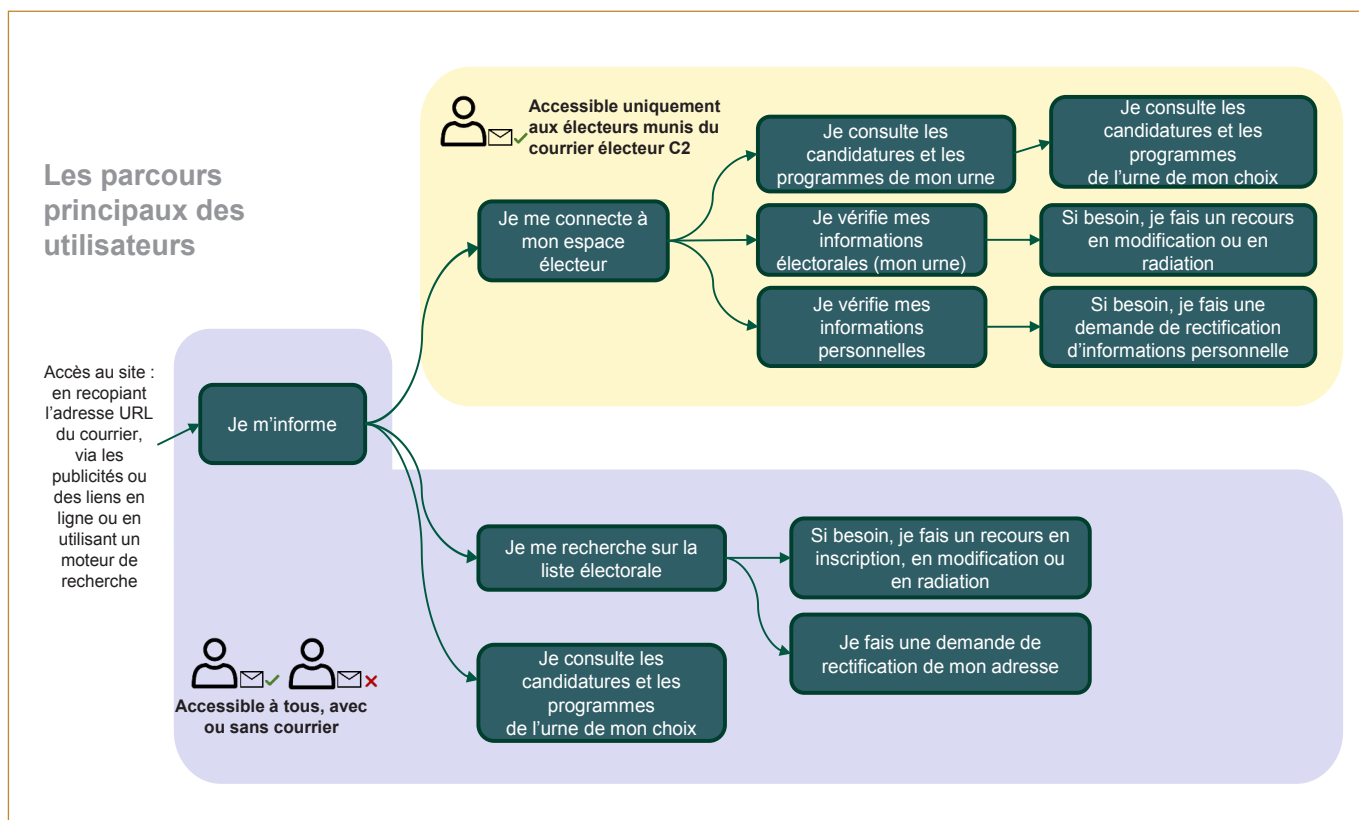 Les parcours
principaux des
utilisateurs
Accès au site :
en recopiant
l’adresse URL
du courrier,
via les
publicités ou
des liens en
ligne ou en
utilisant un
moteur de
recherche
Je m’informe
Accessible uniquement
aux électeurs munis du
courrier électeur C2
Je me connecte à
mon espace
électeur
Je consulte les
candidatures et les
programmes de mon urne
Je consulte les
candidatures et les
programmes
de l’urne de mon choix
Je vérifie mes
informations
électorales (mon urne)
Si besoin, je fais un recours
en modification ou en
radiation
Je vérifie mes
informations
personnelles
Si besoin, je fais une
demande de rectification
d’informations personnelle
Je me recherche sur la
liste électorale
Si besoin, je fais un recours en
inscription, en modification ou
en radiation
Je fais une demande de
rectification de mon adresse
Je consulte les
candidatures et les
programmes
de l’urne de mon choix
Accessible à tous, avec
ou sans courrier